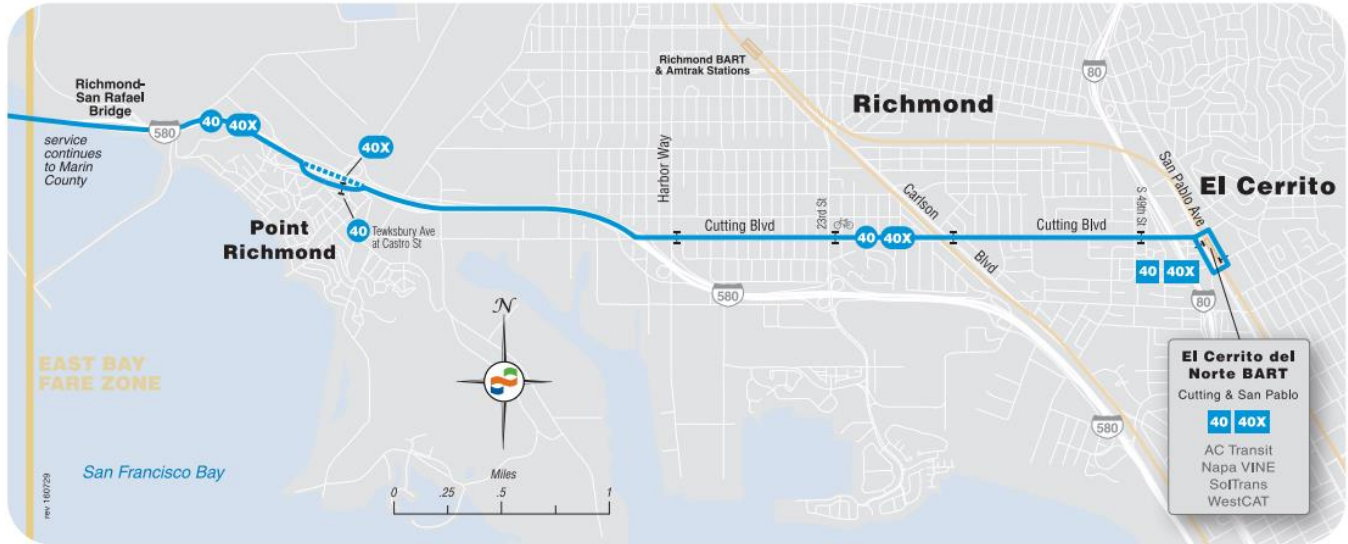 Richmond-
San Rafael
Bridge
580
40
40X
service
continues
to Marin
County
40X
Point
Richmond
40
Tewksbury Ave
at Castro St
Richmond BART
& Amtrak Stations
Richmond
80
Harbor Way
Cutting Blvd
23rd St
40
40X
Carlson
Blvd
Cutting Blvd
S 49th St
San Pablo Ave
El Cerrito
40
40X
80
580
580
EAST BAY
FARE ZONE
San Francisco Bay
rev 160729
N
Miles
0 .25 .5 1
El Cerrito del
Norte BART
Cutting & San Pablo
40 40X
AC Transit
Napa VINE
SolTrans
WestCAT